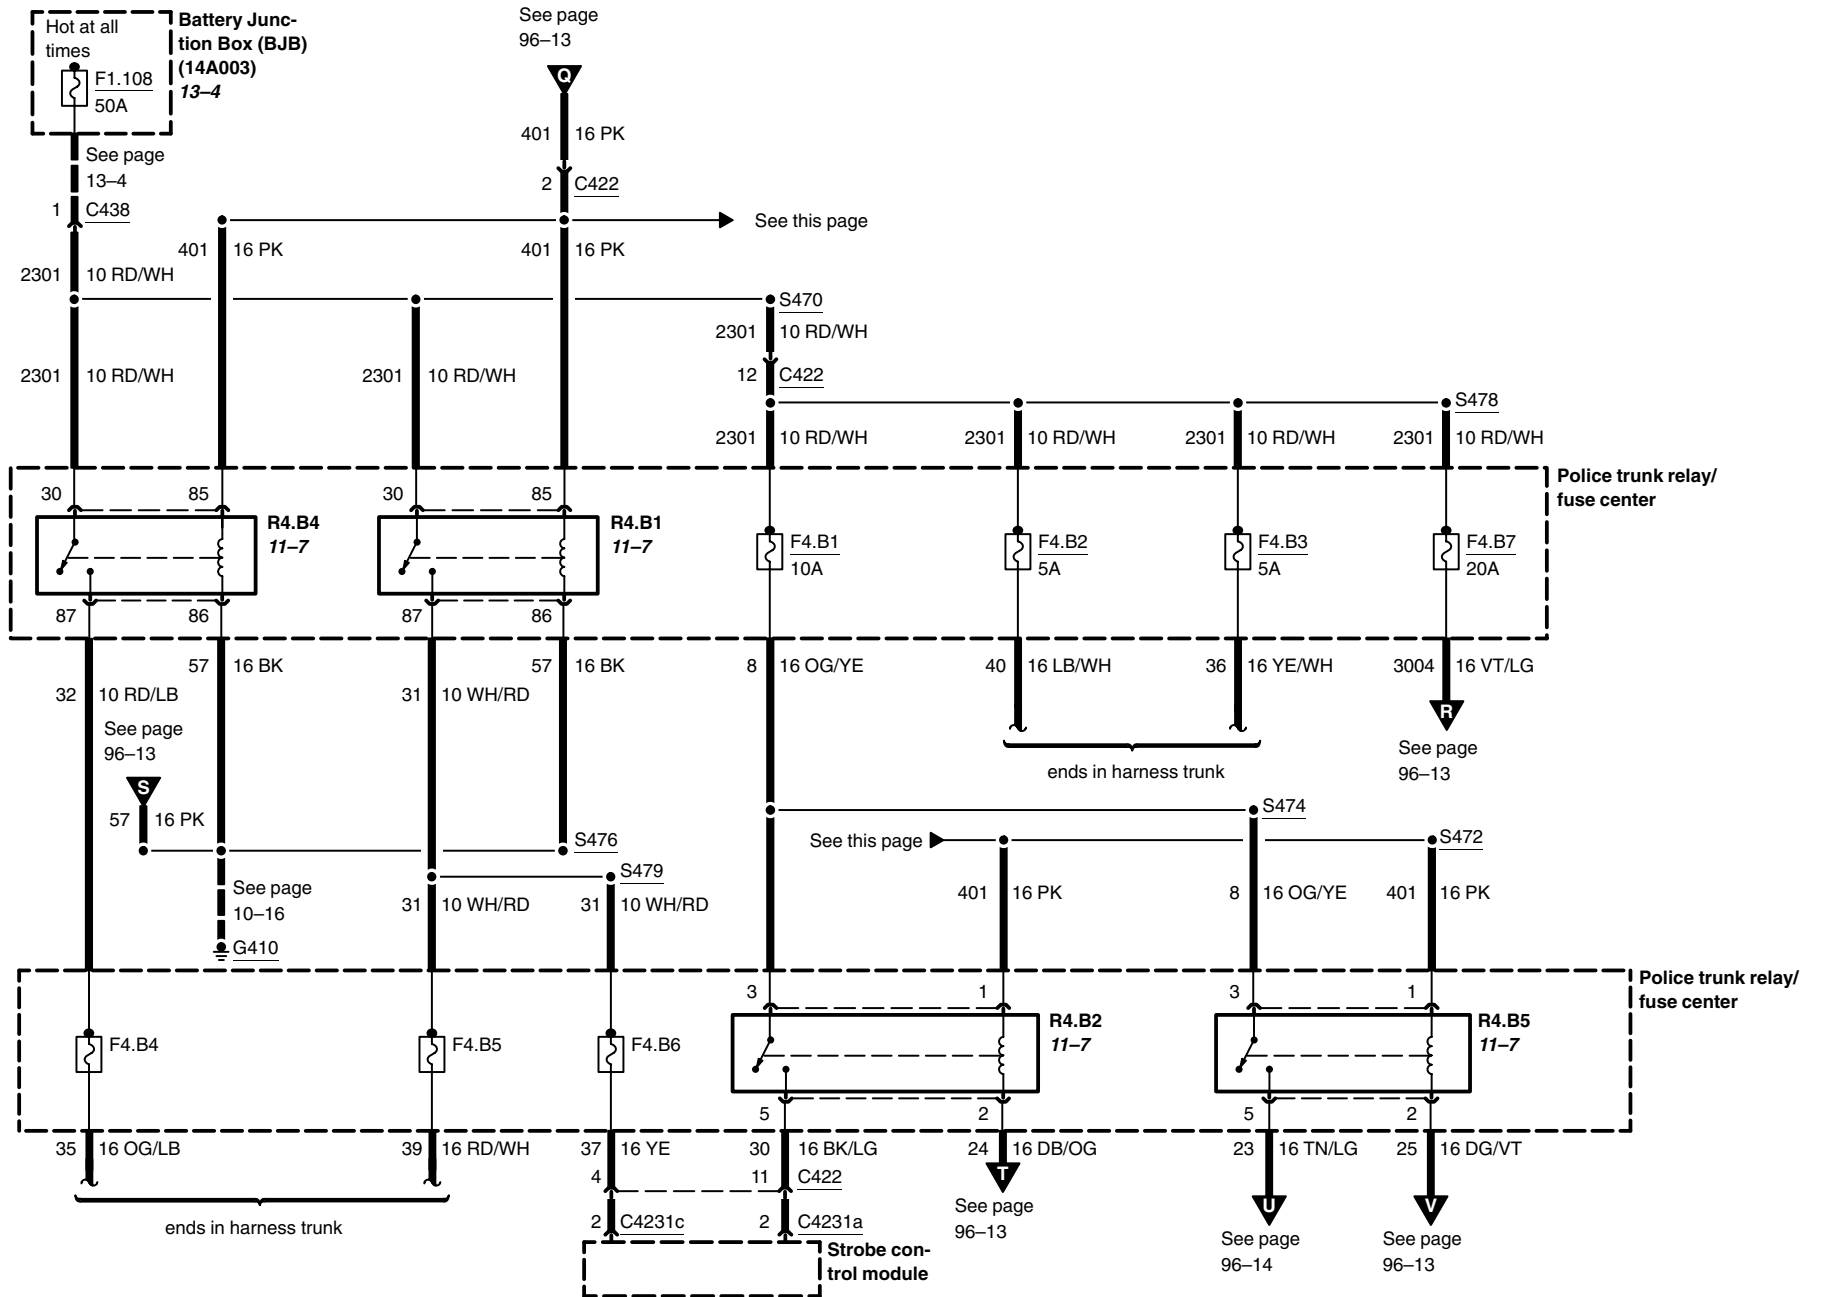 Hot at all
times
F1.108
50A
Battery Junc-
tion Box (BJB)
(14A003)
13–4
See page
13–4
1
C438
2301
10 RD/WH
See page
96–13
Q
401
16 PK
2
C422
See this page
401
16 PK
401
16 PK
S470
2301
10 RD/WH
12
C422
2301
10 RD/WH
2301
10 RD/WH
S478
2301
10 RD/WH
2301
10 RD/WH
2301
10 RD/WH
2301
10 RD/WH
Police trunk relay/
fuse center
30
85
R4.B4
11–7
87
86
30
85
R4.B1
11–7
87
86
F4.B1
10A
F4.B2
5A
F4.B3
5A
F4.B7
20A
57
16 BK
32
10 RD/LB
57
16 BK
31
10 WH/RD
8
16 OG/YE
40
16 LB/WH
36
16 YE/WH
3004
16 VT/LG
R
See page
96–13
ends in harness trunk
See page
96–13
S
57
16 PK
S476
See page
10–16
G410
S479
31
10 WH/RD
31
10 WH/RD
S474
See this page
S472
401
16 PK
8
16 OG/YE
401
16 PK
Police trunk relay/
fuse center
F4.B4
F4.B5
F4.B6
3
1
R4.B2
11–7
5
2
3
1
R4.B5
11–7
5
2
35
16 OG/LB
39
16 RD/WH
ends in harness trunk
37
16 YE
30
16 BK/LG
4
11
C422
2
C4231c
2
C4231a
Strobe con-
trol module
24
16 DB/OG
T
See page
96–13
23
16 TN/LG
U
See page
96–14
25
16 DG/VT
V
See page
96–13